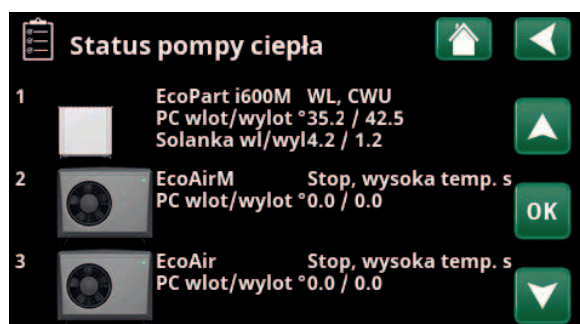 Status pompy ciepła
1 EcoPart i600M WL, CWU
PC wlot/wylot °35.2 / 42.5
Solanka wl/wyl4.2 / 1.2
2 EcoAirM Stop, wysoka temp. s
PC wlot/wylot °0.0 / 0.0
OK
3 EcoAir Stop, wysoka temp. s
PC wlot/wylot °0.0 / 0.0